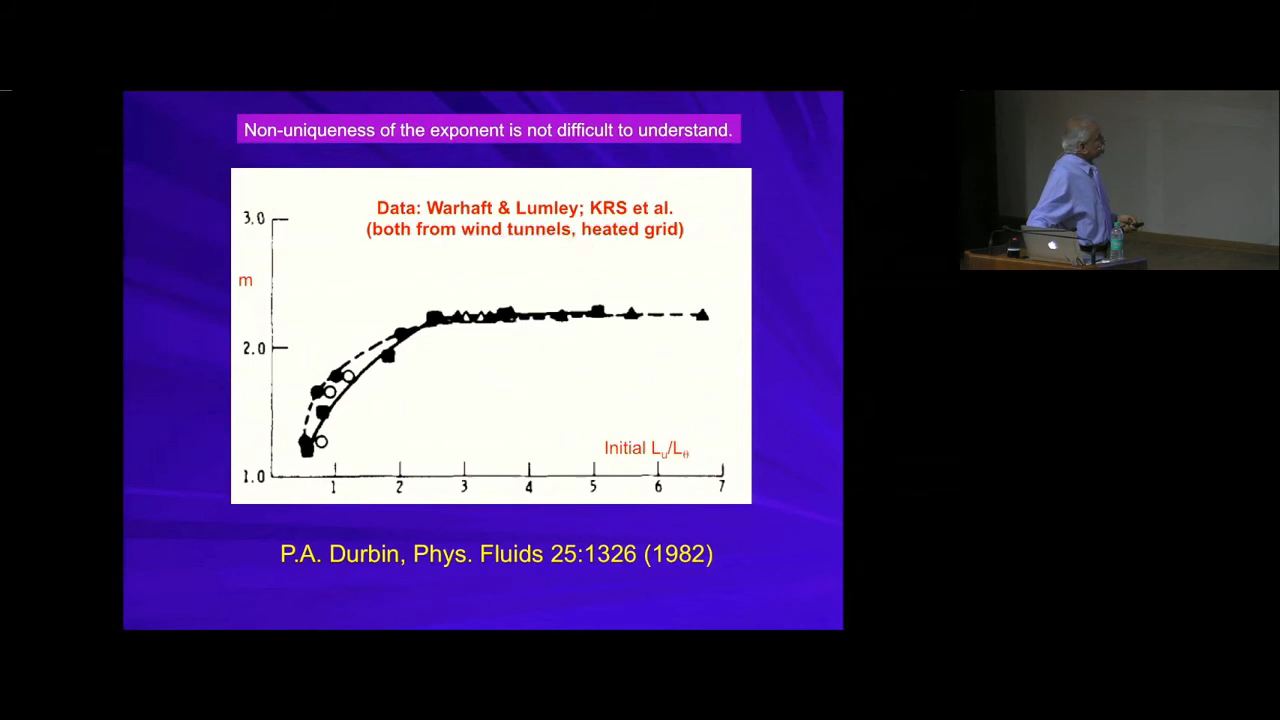 Non-uniqueness of the exponent is not difficult to understand.
Data: Warhaft & Lumley; KRS et al.
(both from wind tunnels, heated grid)
3.0
m
2.0
Initial Lu/Lθ
1.0
1 2 3 4 5 6 7
P.A. Durbin, Phys. Fluids 25:1326 (1982)